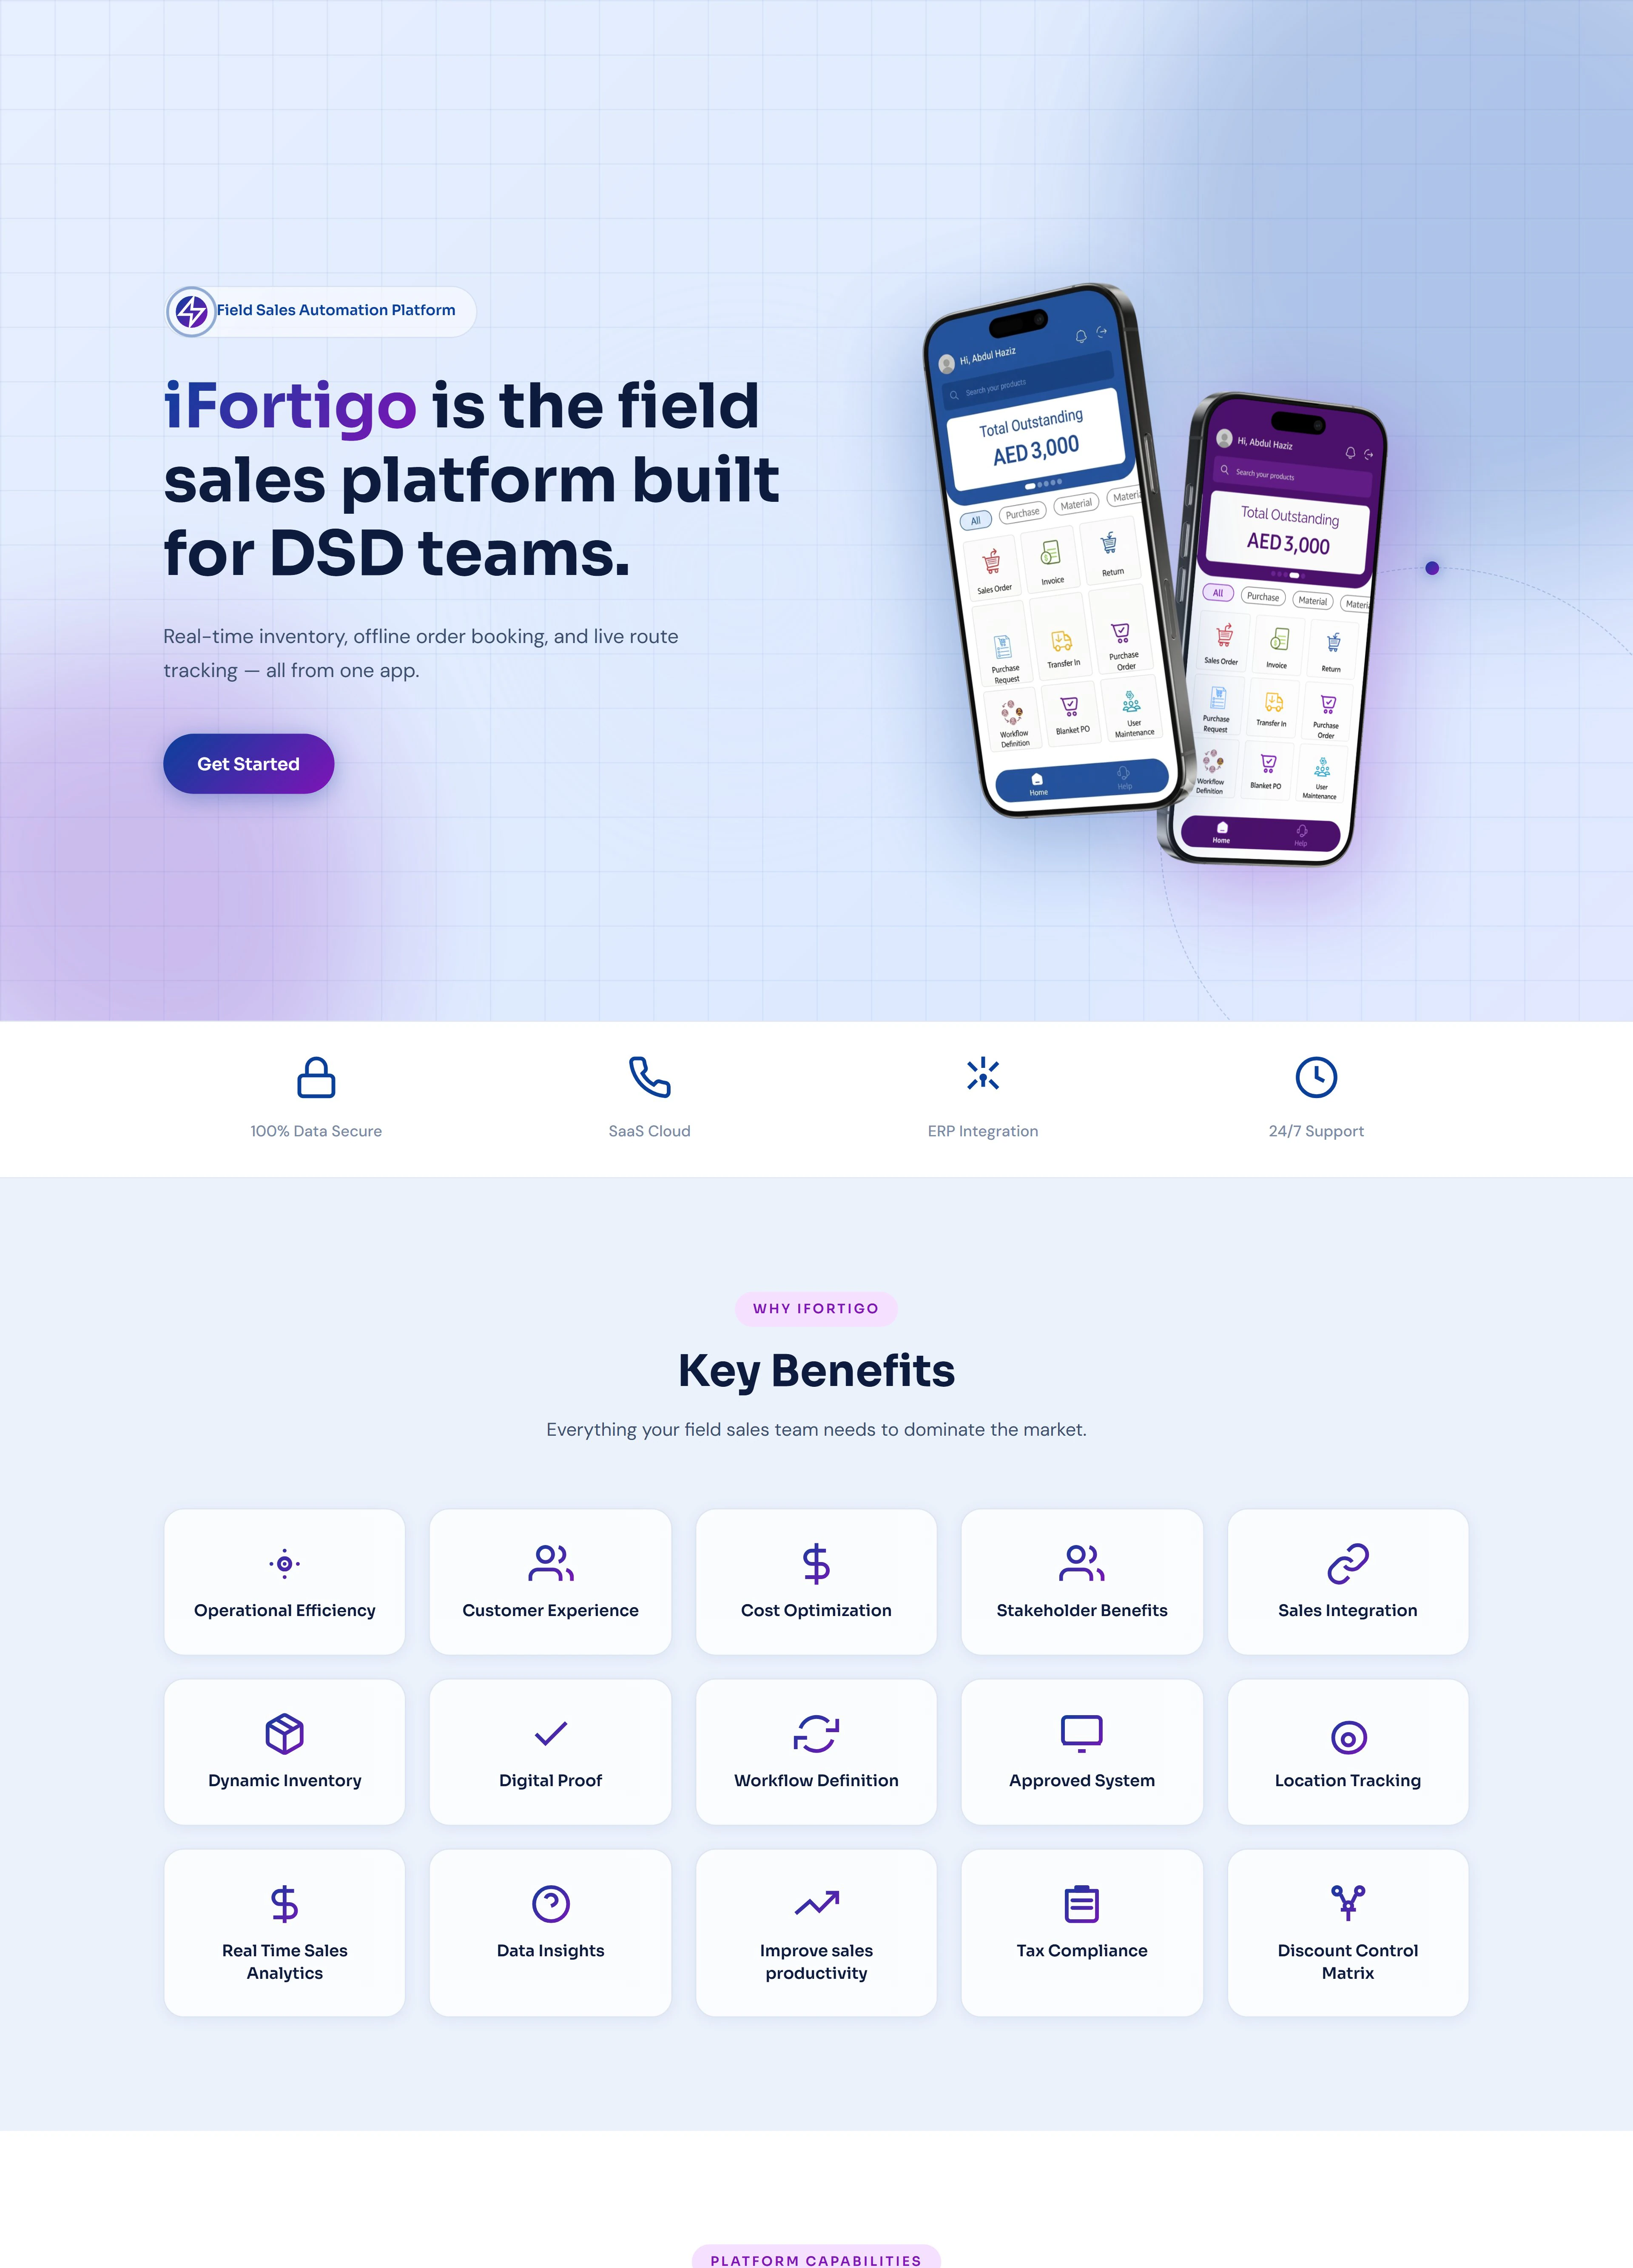 Field Sales Automation Platform
iFortigo is the field
sales platform built
for DSD teams.
Real-time inventory, offline order booking, and live route
tracking — all from one app.
Get Started
Hi, Abdul Haziz
Search your products
Total Outstanding
AED 3,000
All
Purchase
Material
Sales Order
Invoice
Return
Purchase
Request
Transfer In
Purchase
Order
Workflow
Definition
Blanket PO
User
Maintenance
Home
Help
Hi, Abdul Haziz
Search your products
Total Outstanding
AED 3,000
All
Purchase
Material
Sales Order
Invoice
Return
Purchase
Request
Transfer In
Purchase
Order
Workflow
Definition
Blanket PO
User
Maintenance
Home
Help
100% Data Secure
SaaS Cloud
ERP Integration
24/7 Support
WHY IFORTIGO
Key Benefits
Everything your field sales team needs to dominate the market.
Operational Efficiency
Customer Experience
Cost Optimization
Stakeholder Benefits
Sales Integration
Dynamic Inventory
Digital Proof
Workflow Definition
Approved System
Location Tracking
Real Time Sales
Analytics
Data Insights
Improve sales
productivity
Tax Compliance
Discount Control
Matrix
PLATFORM CAPABILITIES